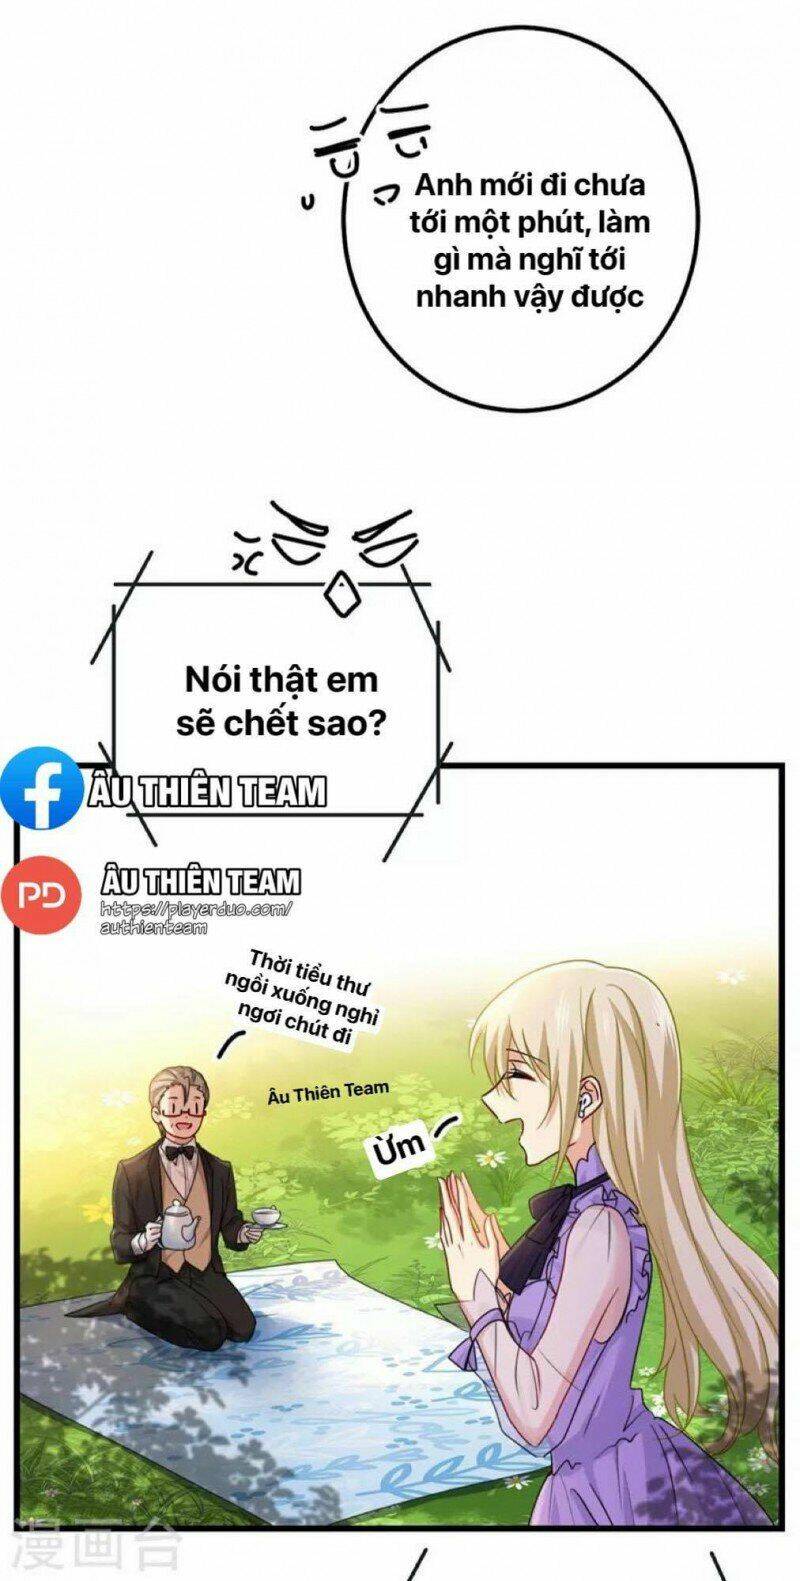 Anh mới đi chưa
tới một phút, làm
gì mà nghĩ tới
nhanh vậy được
Nói thật em
sẽ chết sao?
f ÂU THIÊN TEAM
PD ÂU THIÊN TEAM
https://playerduo.com/
authienteam
Thời tiểu thư
ngồi xuống nghỉ
ngơi chút đi
Âu Thiên Team
Ừm
漫画台